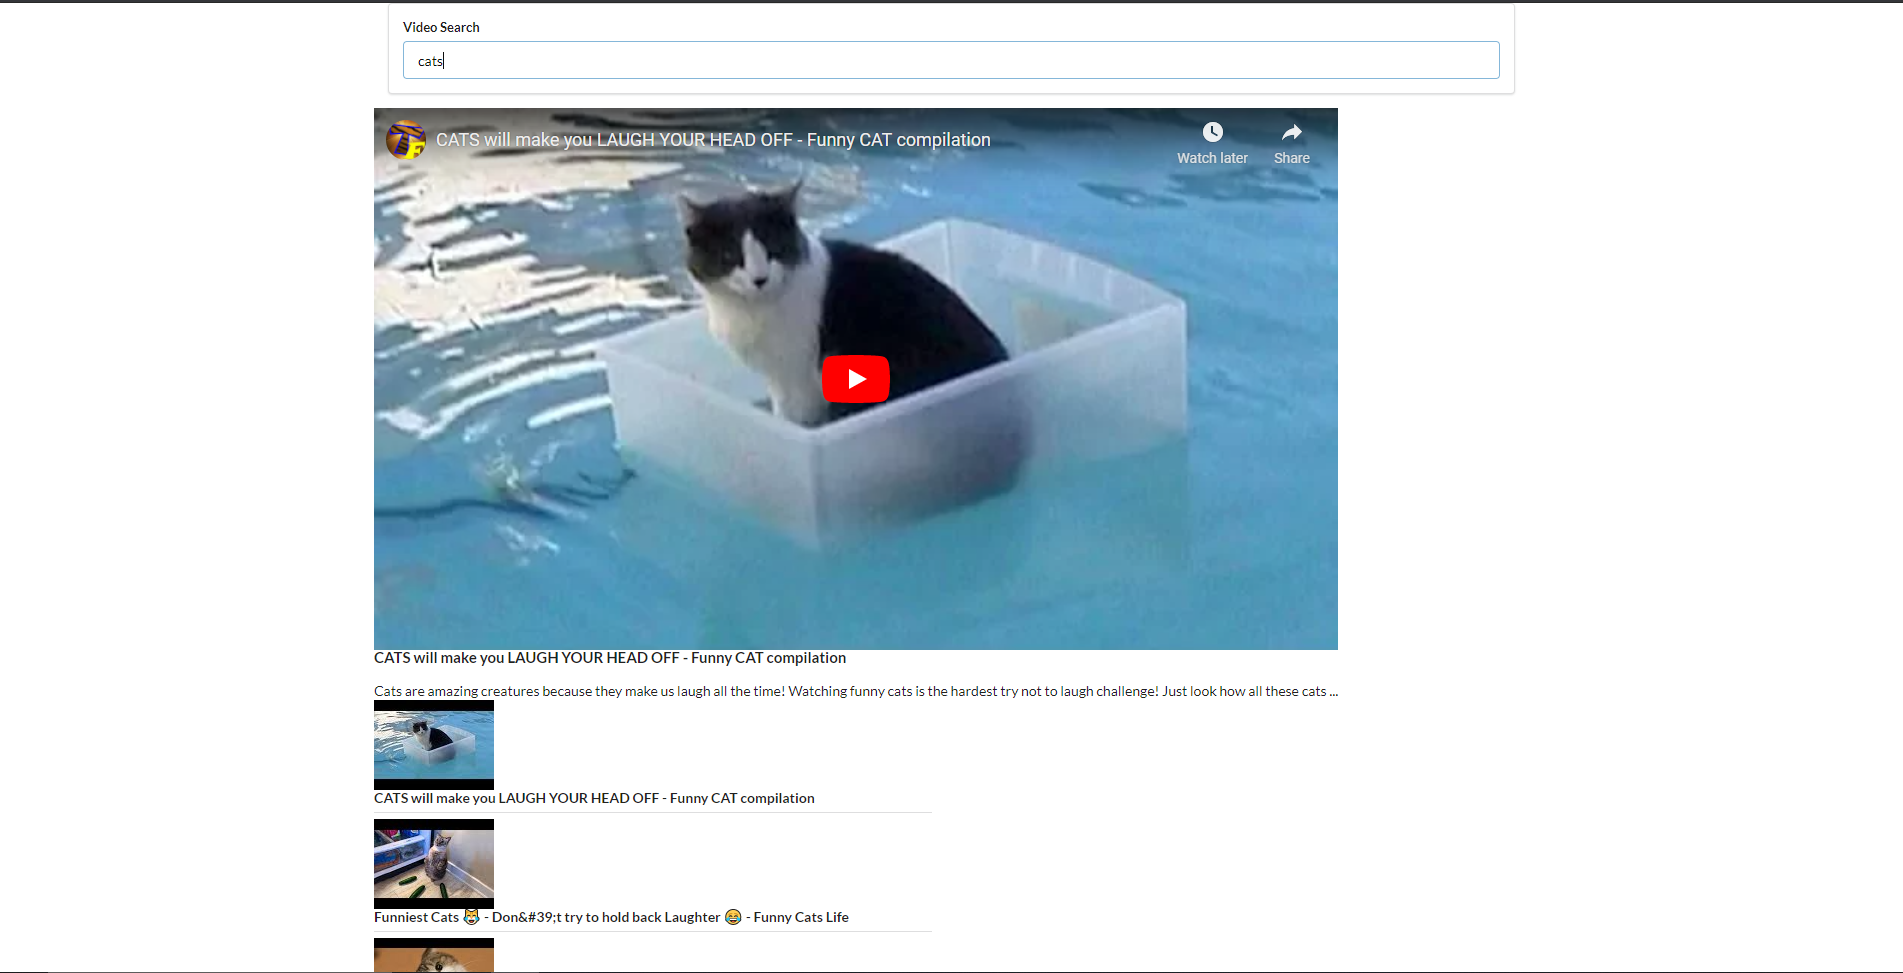 Video Search
cats
TF
CATS will make you LAUGH YOUR HEAD OFF - Funny CAT compilation
Watch later
Share
CATS will make you LAUGH YOUR HEAD OFF - Funny CAT compilation
Cats are amazing creatures because they make us laugh all the time! Watching funny cats is the hardest try not to laugh challenge! Just look how all these cats ...
CATS will make you LAUGH YOUR HEAD OFF - Funny CAT compilation
Funniest Cats 😹 - Don&#39;t try to hold back Laughter 😂 - Funny Cats Life